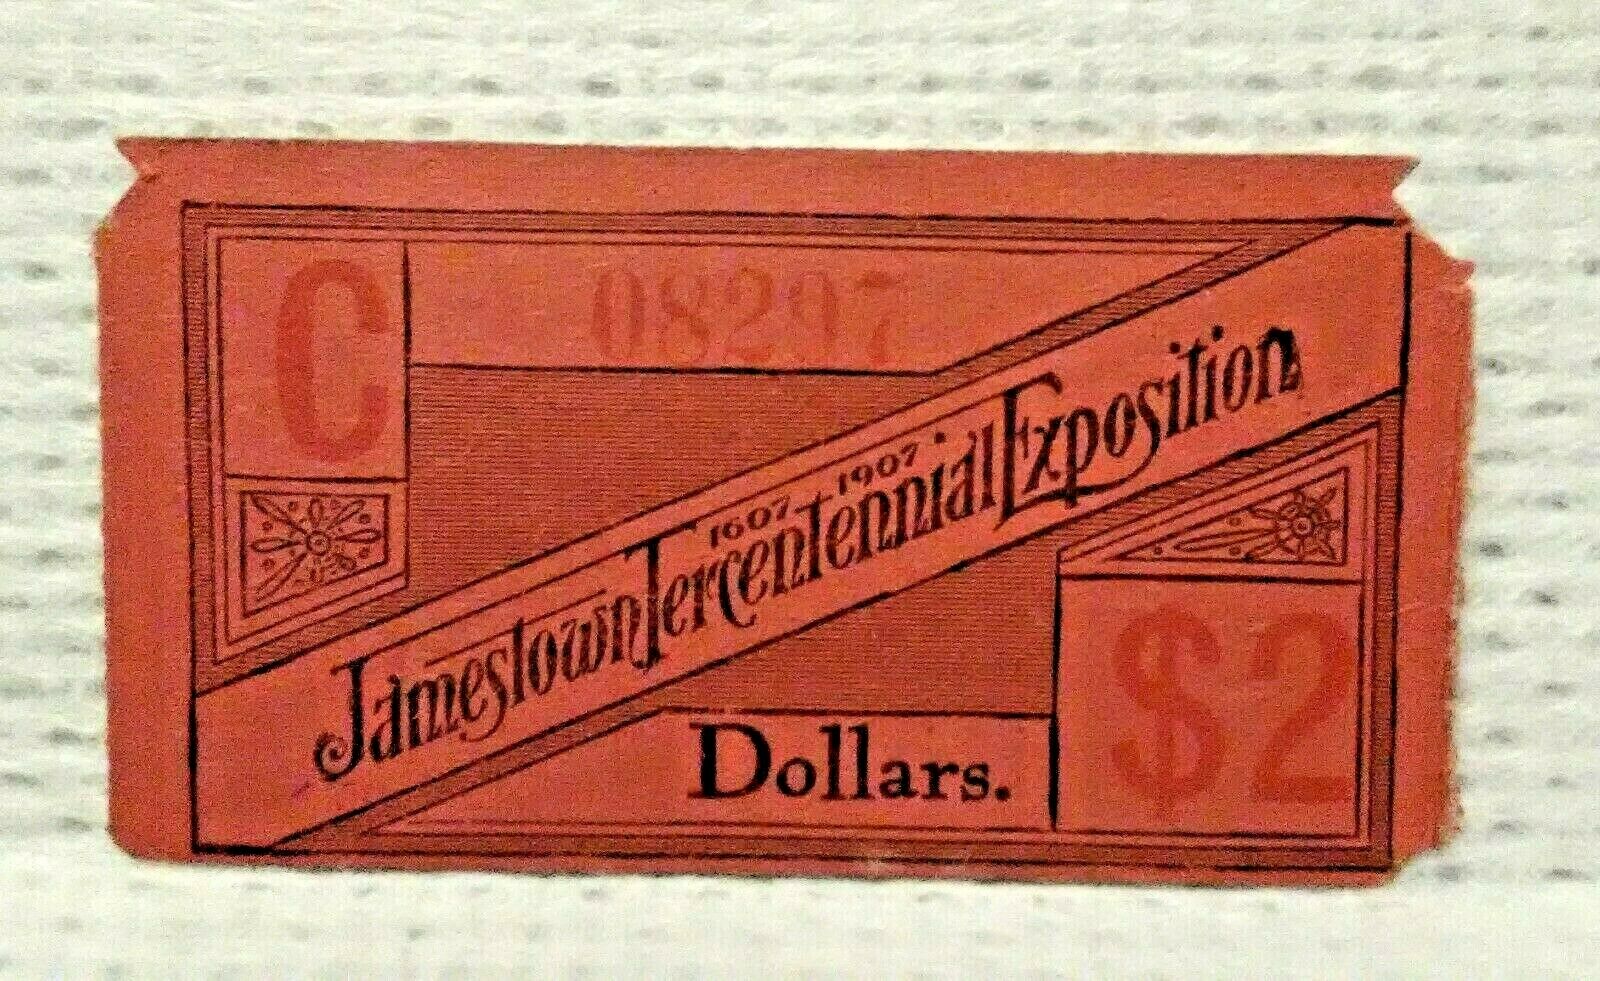 C
08297
1607 1907
Jamestown Tercentennial Exposition
Dollars.
$2